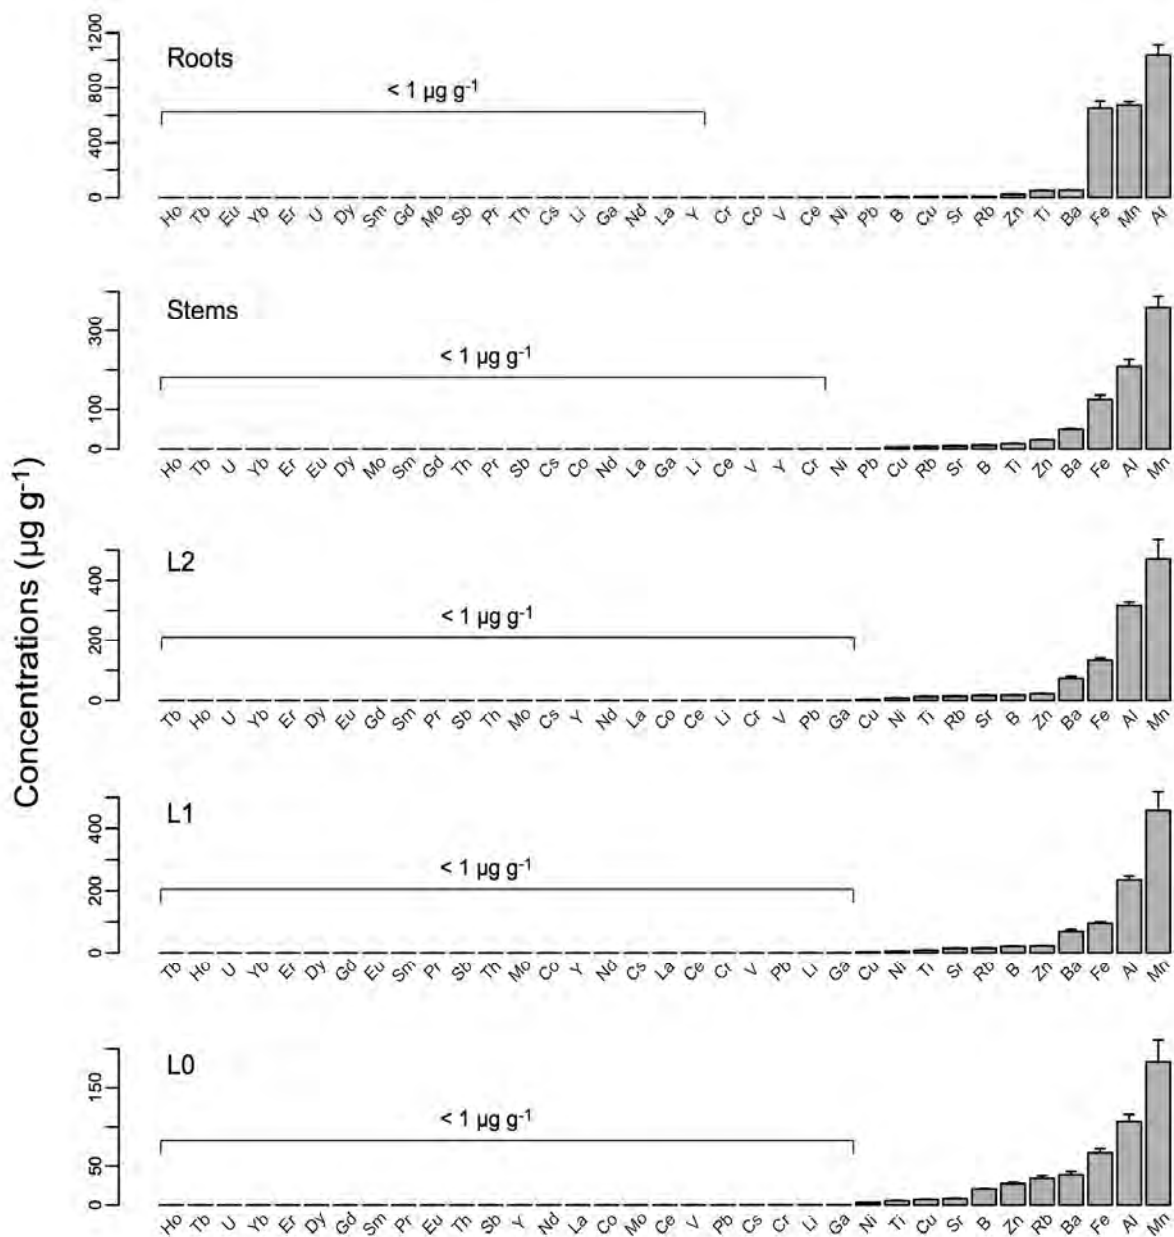 Concentrations (µg g-1)
Roots
< 1 µg g-1
0 400 800 1200
Ho Tb Eu Yb Er U Dy Sm Gd Mo Sb Pr Th Cs Li Ga Nd La Y Cr Co V Ce Ni Pb B Cu Sr Rb Zn Ti Ba Fe Mn Al
Stems
< 1 µg g-1
0 100 300
Ho Tb U Yb Er Eu Dy Mo Sm Gd Th Pr Sb Cs Co Nd La Ga Li Ce V Y Cr Ni Pb Cu Rb Sr B Ti Zn Ba Fe Al Mn
L2
< 1 µg g-1
0 200 400
Tb Ho U Yb Er Dy Eu Gd Sm Pr Sb Th Mo Cs Y Nd La Co Ce Li Cr V Pb Ga Cu Ni Ti Rb Sr B Zn Ba Fe Al Mn
L1
< 1 µg g-1
0 200 400
Tb Ho U Yb Er Dy Gd Eu Sm Pr Sb Th Mo Co Y Nd Cs La Ce Cr V Pb Li Ga Cu Ni Ti Sr Rb B Zn Ba Fe Al Mn
L0
< 1 µg g-1
0 50 150
Ho Tb U Yb Er Dy Gd Sm Pr Eu Th Sb Y Nd La Co Mo Ce V Pb Cs Cr Li Ga Ni Ti Cu Sr B Zn Rb Ba Fe Al Mn